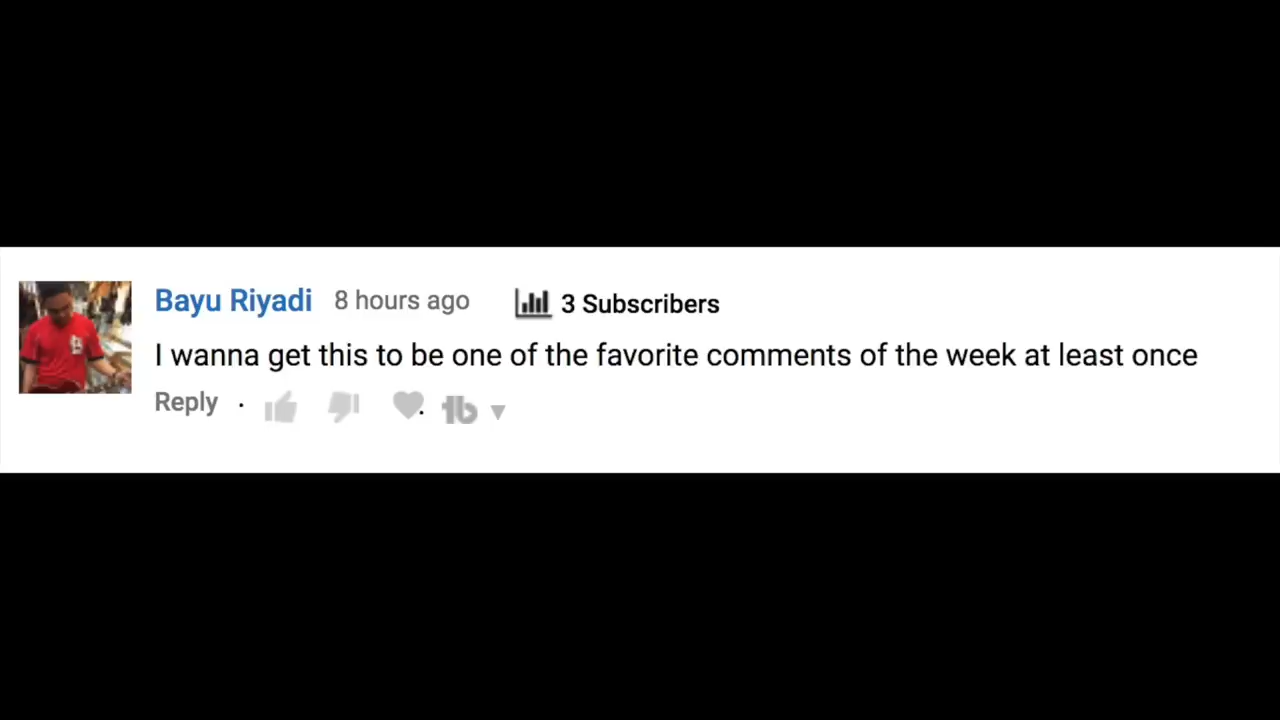 Bayu Riyadi 8 hours ago 3 Subscribers
I wanna get this to be one of the favorite comments of the week at least once
Reply · tb ▼